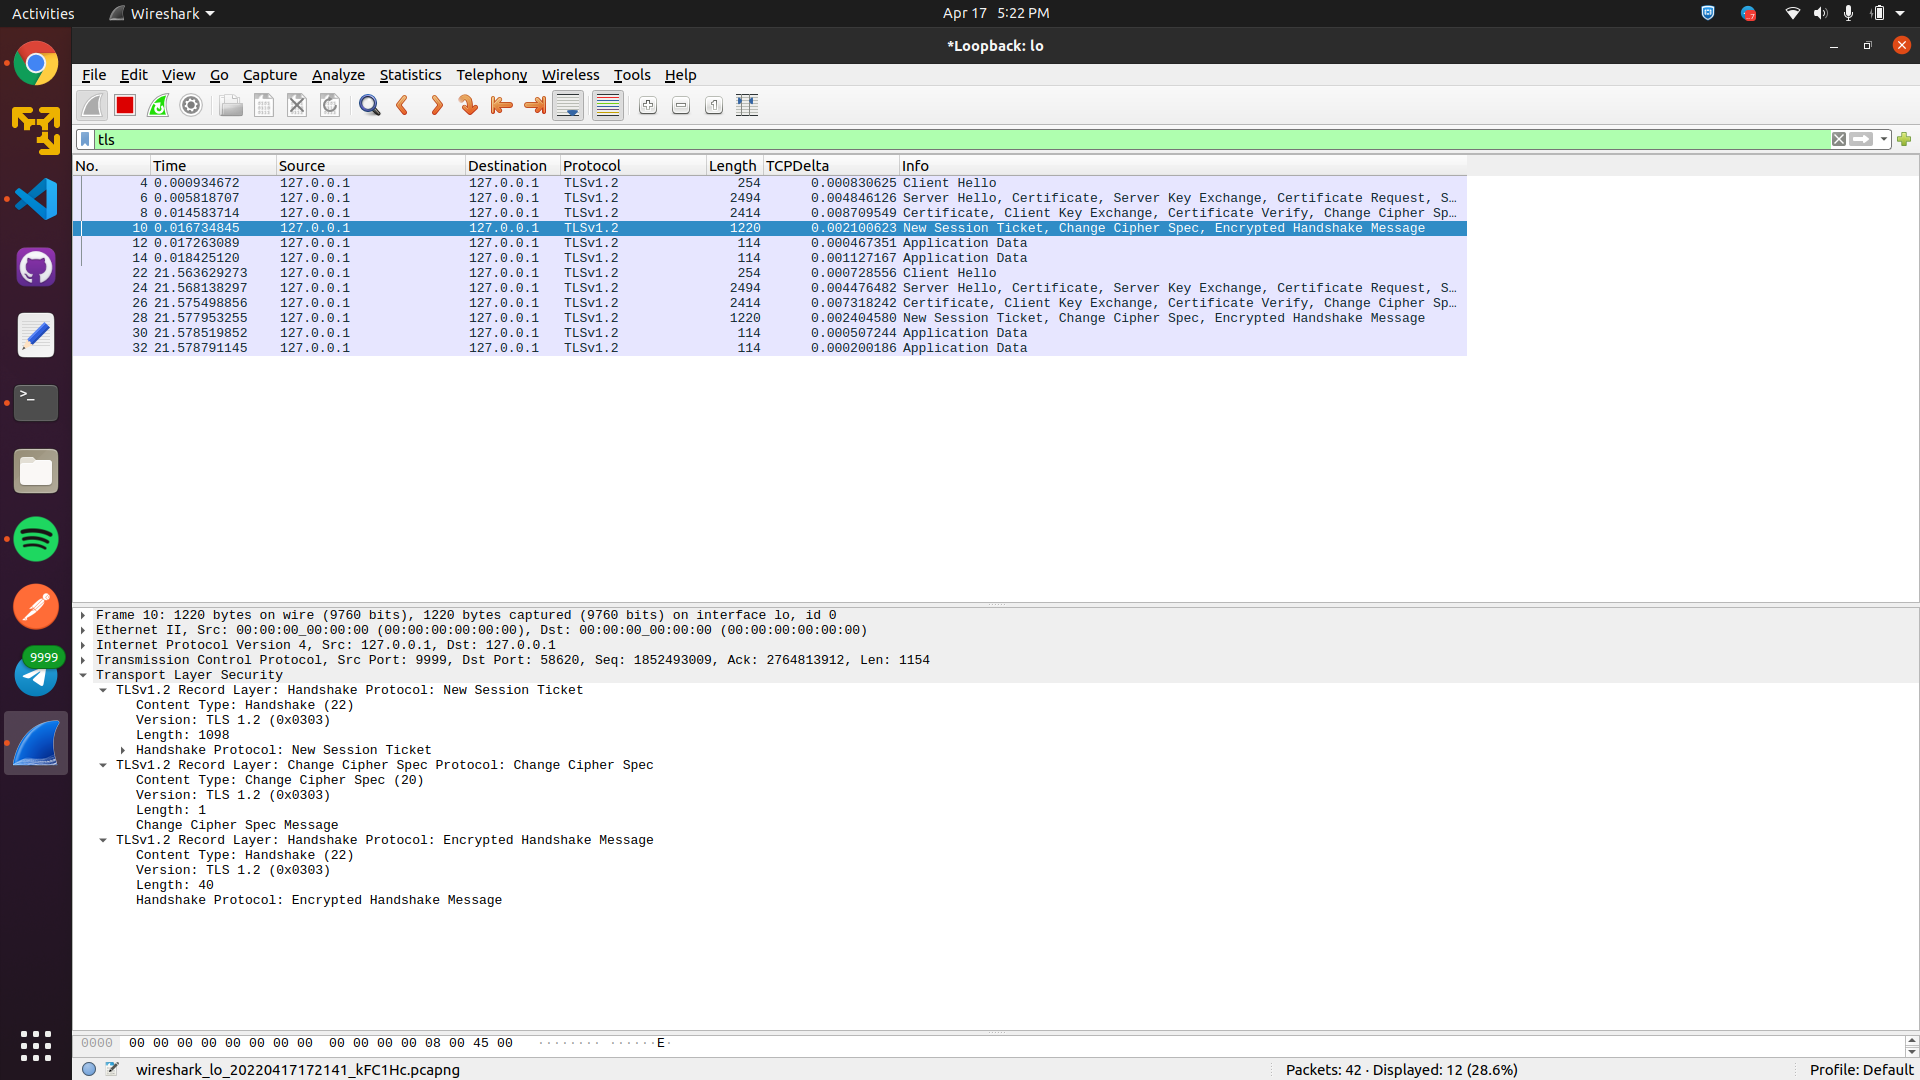 Activities Wireshark Apr 17 5:22 PM
*Loopback: lo
File Edit View Go Capture Analyze Statistics Telephony Wireless Tools Help
tls
No. Time Source Destination Protocol Length TCPDelta Info
4 0.000934672 127.0.0.1 127.0.0.1 TLSv1.2 254 0.000830625 Client Hello
6 0.005818707 127.0.0.1 127.0.0.1 TLSv1.2 2494 0.004846126 Server Hello, Certificate, Server Key Exchange, Certificate Request, S…
8 0.014583714 127.0.0.1 127.0.0.1 TLSv1.2 2414 0.008709549 Certificate, Client Key Exchange, Certificate Verify, Change Cipher Sp…
10 0.016734845 127.0.0.1 127.0.0.1 TLSv1.2 1220 0.002100623 New Session Ticket, Change Cipher Spec, Encrypted Handshake Message
12 0.017263089 127.0.0.1 127.0.0.1 TLSv1.2 114 0.000467351 Application Data
14 0.018425120 127.0.0.1 127.0.0.1 TLSv1.2 114 0.001127167 Application Data
22 21.563629273 127.0.0.1 127.0.0.1 TLSv1.2 254 0.000728556 Client Hello
24 21.568138297 127.0.0.1 127.0.0.1 TLSv1.2 2494 0.004476482 Server Hello, Certificate, Server Key Exchange, Certificate Request, S…
26 21.575498856 127.0.0.1 127.0.0.1 TLSv1.2 2414 0.007318242 Certificate, Client Key Exchange, Certificate Verify, Change Cipher Sp…
28 21.577953255 127.0.0.1 127.0.0.1 TLSv1.2 1220 0.002404580 New Session Ticket, Change Cipher Spec, Encrypted Handshake Message
30 21.578519852 127.0.0.1 127.0.0.1 TLSv1.2 114 0.000507244 Application Data
32 21.578791145 127.0.0.1 127.0.0.1 TLSv1.2 114 0.000200186 Application Data
Frame 10: 1220 bytes on wire (9760 bits), 1220 bytes captured (9760 bits) on interface lo, id 0
Ethernet II, Src: 00:00:00_00:00:00 (00:00:00:00:00:00), Dst: 00:00:00_00:00:00 (00:00:00:00:00:00)
Internet Protocol Version 4, Src: 127.0.0.1, Dst: 127.0.0.1
Transmission Control Protocol, Src Port: 9999, Dst Port: 58620, Seq: 1852493009, Ack: 2764813912, Len: 1154
Transport Layer Security
TLSv1.2 Record Layer: Handshake Protocol: New Session Ticket
Content Type: Handshake (22)
Version: TLS 1.2 (0x0303)
Length: 1098
Handshake Protocol: New Session Ticket
TLSv1.2 Record Layer: Change Cipher Spec Protocol: Change Cipher Spec
Content Type: Change Cipher Spec (20)
Version: TLS 1.2 (0x0303)
Length: 1
Change Cipher Spec Message
TLSv1.2 Record Layer: Handshake Protocol: Encrypted Handshake Message
Content Type: Handshake (22)
Version: TLS 1.2 (0x0303)
Length: 40
Handshake Protocol: Encrypted Handshake Message
9999
0000 00 00 00 00 00 00 00 00 00 00 00 00 08 00 45 00 ········ ······E·
wireshark_lo_20220417172141_kFC1Hc.pcapng Packets: 42 · Displayed: 12 (28.6%) Profile: Default